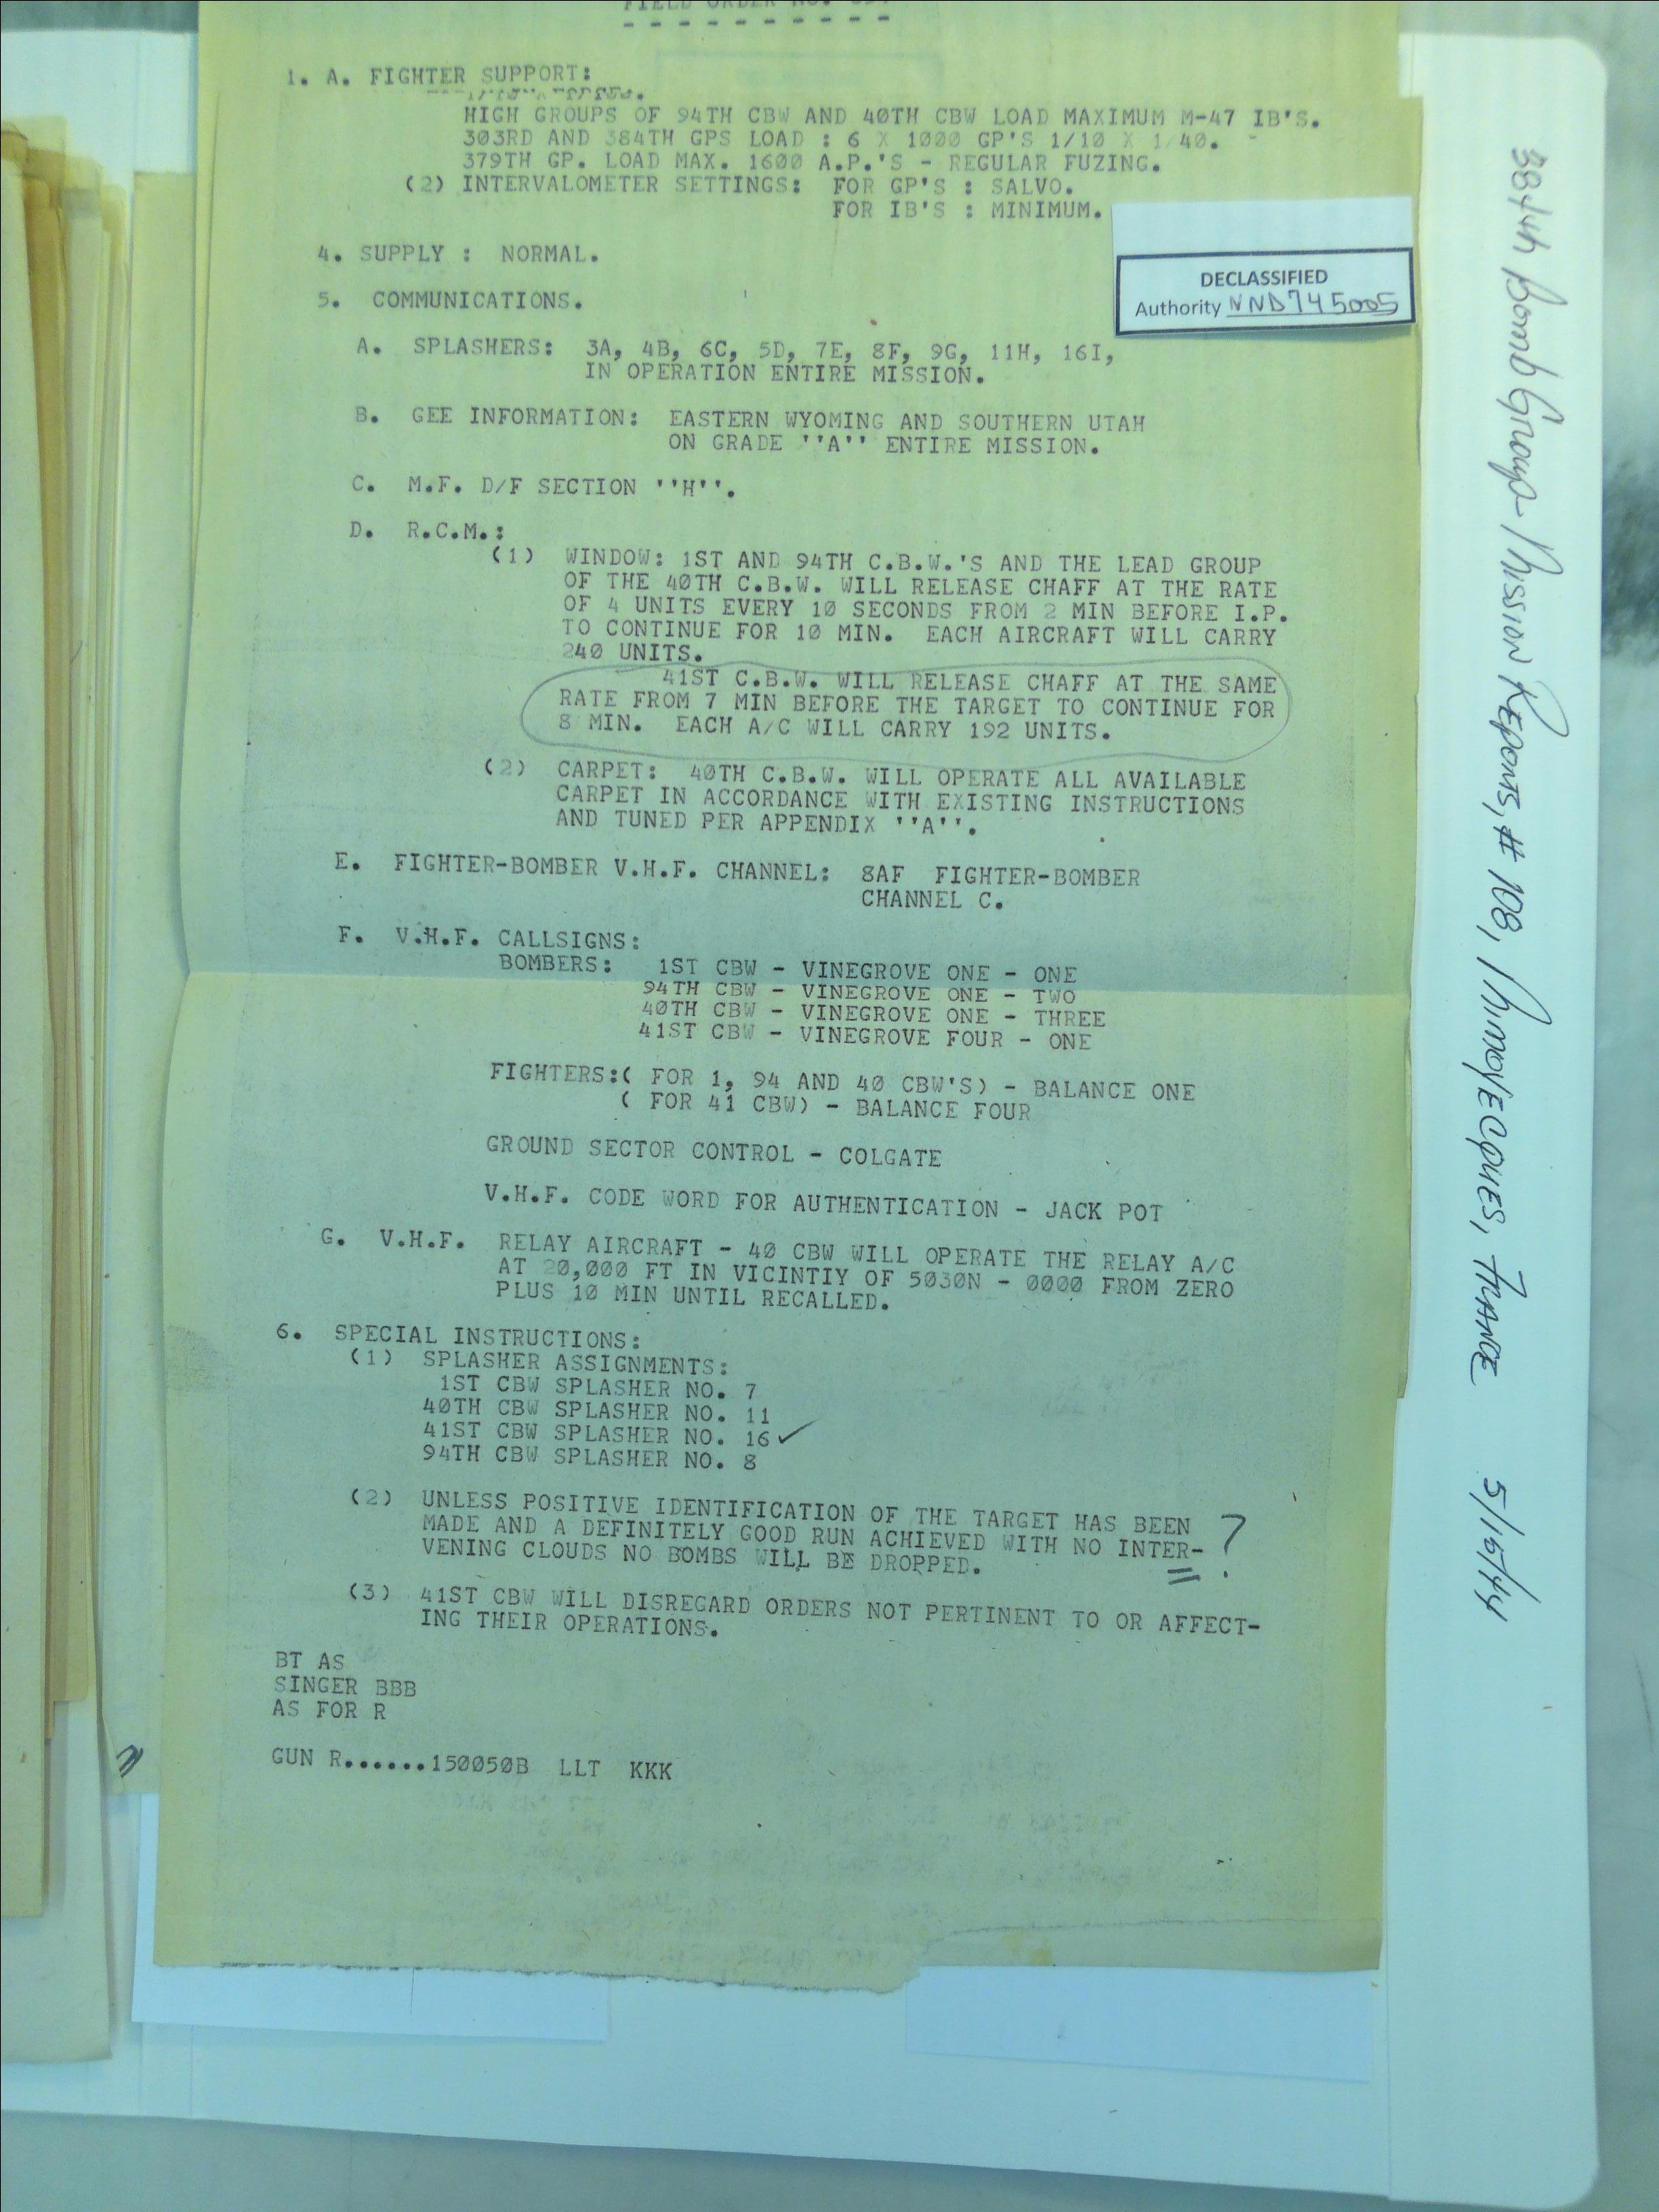 FIELD ORDER NO.
1. A. FIGHTER SUPPORT:
HIGH GROUPS OF 94TH CBW AND 40TH CBW LOAD MAXIMUM M-47 IB'S.
303RD AND 384TH GPS LOAD : 6 X 1000 GP'S 1/10 X 1/40.
379TH GP. LOAD MAX. 1600 A.P.'S - REGULAR FUZING.
(2) INTERVALOMETER SETTINGS: FOR GP'S : SALVO.
FOR IB'S : MINIMUM.
4. SUPPLY : NORMAL.
DECLASSIFIED
Authority NND745005
5. COMMUNICATIONS.
A. SPLASHERS: 3A, 4B, 6C, 5D, 7E, 8F, 9G, 11H, 16I,
IN OPERATION ENTIRE MISSION.
B. GEE INFORMATION: EASTERN WYOMING AND SOUTHERN UTAH
ON GRADE ''A'' ENTIRE MISSION.
C. M.F. D/F SECTION ''H''.
D. R.C.M.:
(1) WINDOW: 1ST AND 94TH C.B.W.'S AND THE LEAD GROUP
OF THE 40TH C.B.W. WILL RELEASE CHAFF AT THE RATE
OF 4 UNITS EVERY 10 SECONDS FROM 2 MIN BEFORE I.P.
TO CONTINUE FOR 10 MIN. EACH AIRCRAFT WILL CARRY
240 UNITS.
41ST C.B.W. WILL RELEASE CHAFF AT THE SAME
RATE FROM 7 MIN BEFORE THE TARGET TO CONTINUE FOR
8 MIN. EACH A/C WILL CARRY 192 UNITS.
(2) CARPET: 40TH C.B.W. WILL OPERATE ALL AVAILABLE
CARPET IN ACCORDANCE WITH EXISTING INSTRUCTIONS
AND TUNED PER APPENDIX ''A''.
E. FIGHTER-BOMBER V.H.F. CHANNEL: 8AF FIGHTER-BOMBER
CHANNEL C.
F. V.H.F. CALLSIGNS:
BOMBERS: 1ST CBW - VINEGROVE ONE - ONE
94TH CBW - VINEGROVE ONE - TWO
40TH CBW - VINEGROVE ONE - THREE
41ST CBW - VINEGROVE FOUR - ONE
FIGHTERS:( FOR 1, 94 AND 40 CBW'S) - BALANCE ONE
( FOR 41 CBW) - BALANCE FOUR
GROUND SECTOR CONTROL - COLGATE
V.H.F. CODE WORD FOR AUTHENTICATION - JACK POT
G. V.H.F. RELAY AIRCRAFT - 40 CBW WILL OPERATE THE RELAY A/C
AT 20,000 FT IN VICINTIY OF 5030N - 0000 FROM ZERO
PLUS 10 MIN UNTIL RECALLED.
6. SPECIAL INSTRUCTIONS:
(1) SPLASHER ASSIGNMENTS:
1ST CBW SPLASHER NO. 7
40TH CBW SPLASHER NO. 11
41ST CBW SPLASHER NO. 16 ✓
94TH CBW SPLASHER NO. 8
(2) UNLESS POSITIVE IDENTIFICATION OF THE TARGET HAS BEEN
MADE AND A DEFINITELY GOOD RUN ACHIEVED WITH NO INTER- ?
VENING CLOUDS NO BOMBS WILL BE DROPPED.
(3) 41ST CBW WILL DISREGARD ORDERS NOT PERTINENT TO OR AFFECT-
ING THEIR OPERATIONS.
BT AS
SINGER BBB
AS FOR R
GUN R......150050B LLT KKK
384th Bomb Group - Mission Reports, # 108, Mimoyecques, FRANCE 5/15/44